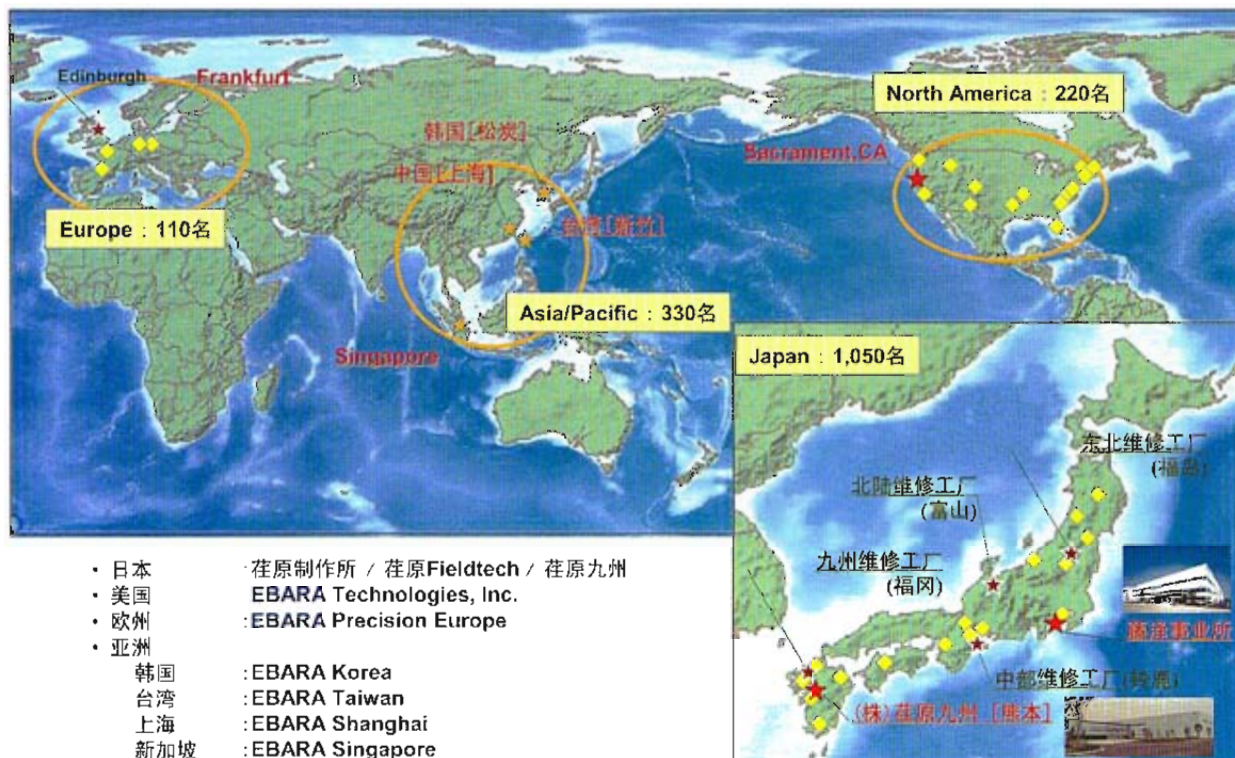 Edinburgh
Frankfurt
North America : 220名
韩国[松炭]
Sacrament,CA
中国[上海]
Europe : 110名
台湾[新竹]
Asia/Pacific : 330名
Singapore
Japan : 1,050名
东北维修工厂
(福岛)
北陆维修工厂
(富山)
九州维修工厂
(福冈)
藤泽事业所
中部维修工厂(铃鹿)
(株)荏原九州 [熊本]
• 日本 :荏原制作所 / 荏原Fieldtech / 荏原九州
• 美国 :EBARA Technologies, Inc.
• 欧州 :EBARA Precision Europe
• 亚洲
韩国 :EBARA Korea
台湾 :EBARA Taiwan
上海 :EBARA Shanghai
新加坡 :EBARA Singapore